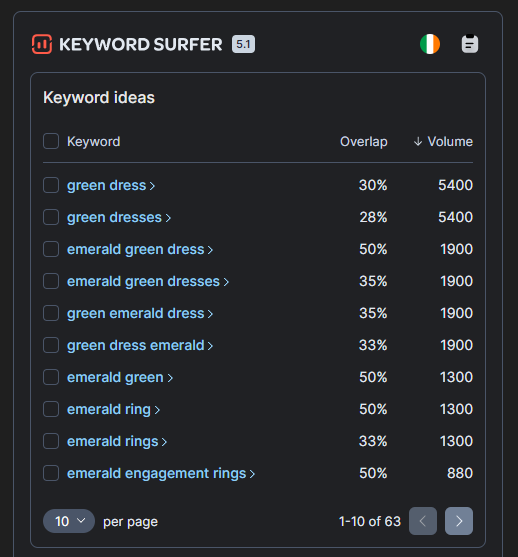 KEYWORD SURFER 5.1
Keyword ideas
Keyword Overlap ↓ Volume
green dress > 30% 5400
green dresses > 28% 5400
emerald green dress > 50% 1900
emerald green dresses > 35% 1900
green emerald dress > 35% 1900
green dress emerald > 33% 1900
emerald green > 50% 1300
emerald ring > 50% 1300
emerald rings > 33% 1300
emerald engagement rings > 50% 880
10 per page 1-10 of 63 < >